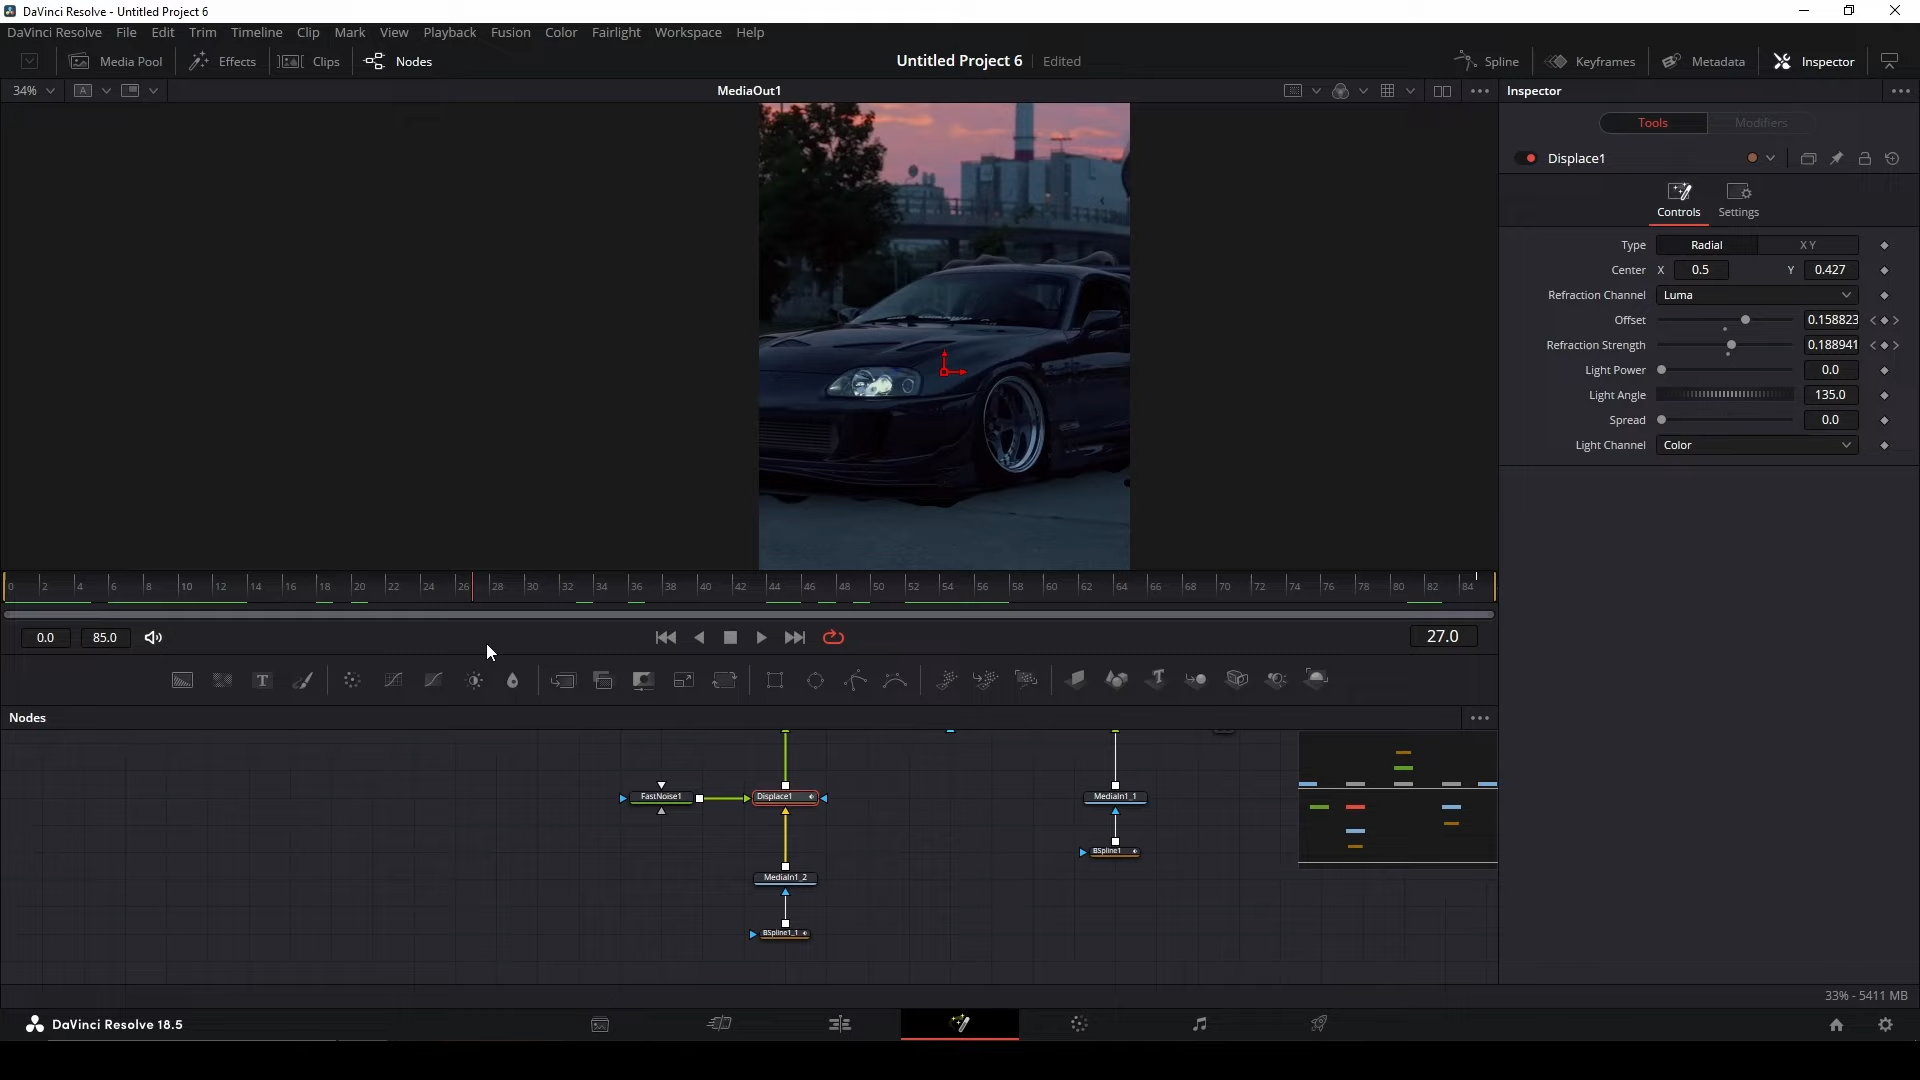 DaVinci Resolve - Untitled Project 6
DaVinci Resolve File Edit Trim Timeline Clip Mark View Playback Fusion Color Fairlight Workspace Help
Media Pool Effects Clips Nodes Untitled Project 6 Edited Spline Keyframes Metadata Inspector
34% A MediaOut1 Inspector
Tools Modifiers
Displace1
Controls Settings
Type Radial X Y
Center X 0.5 Y 0.427
Refraction Channel Luma
Offset 0.158823
Refraction Strength 0.188941
Light Power 0.0
Light Angle 135.0
Spread 0.0
Light Channel Color
0 2 4 6 8 10 12 14 16 18 20 22 24 26 28 30 32 34 36 38 40 42 44 46 48 50 52 54 56 58 60 62 64 66 68 70 72 74 76 78 80 82 84
0.0 85.0 27.0
T
Nodes
FastNoise1 Displace1 MediaIn1_1
BSpline1
MediaIn1_2
BSpline1_1
33% - 5411 MB
DaVinci Resolve 18.5